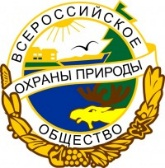 ВСЕРОССИЙСКОЕ
ОХРАНЫ ПРИРОДЫ
ОБЩЕСТВО